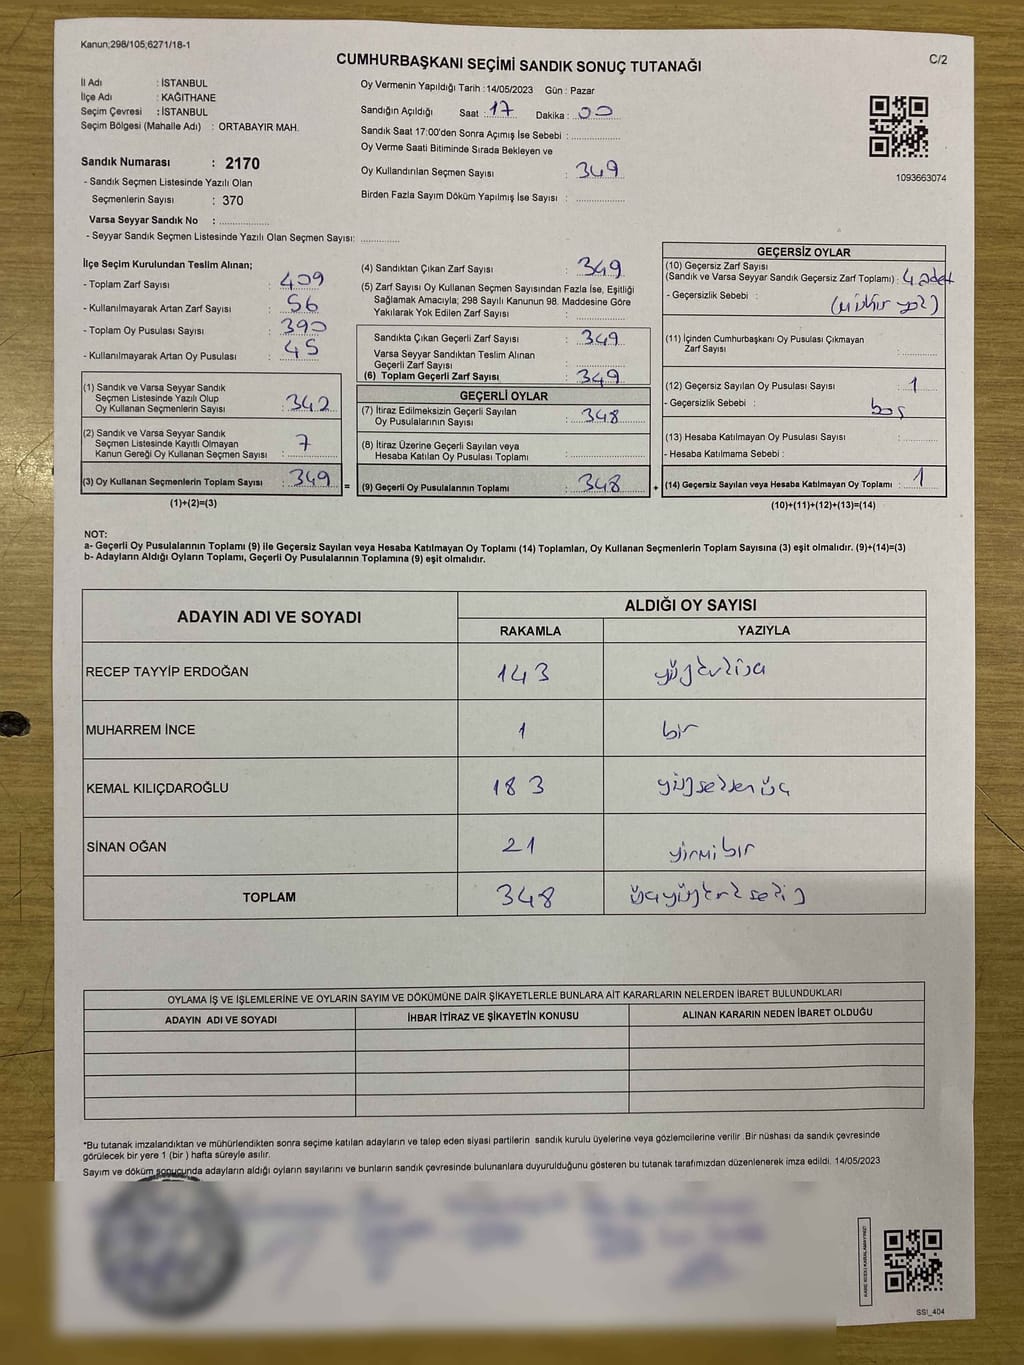 Kanun;298/105;6271/18-1
CUMHURBAŞKANI SEÇİMİ SANDIK SONUÇ TUTANAĞI
C/2
İl Adı : İSTANBUL
İlçe Adı : KAĞITHANE
Seçim Çevresi : İSTANBUL
Seçim Bölgesi (Mahalle Adı) : ORTABAYIR MAH.
Sandık Numarası : 2170
- Sandık Seçmen Listesinde Yazılı Olan
Seçmenlerin Sayısı : 370
Varsa Seyyar Sandık No :
- Seyyar Sandık Seçmen Listesinde Yazılı Olan Seçmen Sayısı:
Oy Vermenin Yapıldığı Tarih : 14/05/2023 Gün : Pazar
Sandığın Açıldığı Saat : 17 Dakika : 00
Sandık Saat 17:00'den Sonra Açımış İse Sebebi :
Oy Verme Saati Bitiminde Sırada Bekleyen ve
Oy Kullandırılan Seçmen Sayısı : 349
Birden Fazla Sayım Döküm Yapılmış İse Sayısı :
1093663074
İlçe Seçim Kurulundan Teslim Alınan;
- Toplam Zarf Sayısı : 409
- Kullanılmayarak Artan Zarf Sayısı : 56
- Toplam Oy Pusulası Sayısı : 390
- Kullanılmayarak Artan Oy Pusulası : 45
(1) Sandık ve Varsa Seyyar Sandık
Seçmen Listesinde Yazılı Olup
Oy Kullanan Seçmenlerin Sayısı : 342
(2) Sandık ve Varsa Seyyar Sandık
Seçmen Listesinde Kayıtlı Olmayan
Kanun Gereği Oy Kullanan Seçmen Sayısı : 7
(3) Oy Kullanan Seçmenlerin Toplam Sayısı : 349 =
(1)+(2)=(3)
(4) Sandıktan Çıkan Zarf Sayısı : 349
(5) Zarf Sayısı Oy Kullanan Seçmen Sayısından Fazla İse, Eşitliği
Sağlamak Amacıyla; 298 Sayılı Kanunun 98. Maddesine Göre
Yakılarak Yok Edilen Zarf Sayısı :
Sandıkta Çıkan Geçerli Zarf Sayısı : 349
Varsa Seyyar Sandıktan Teslim Alınan
Geçerli Zarf Sayısı :
(6) Toplam Geçerli Zarf Sayısı : 349
GEÇERLİ OYLAR
(7) İtiraz Edilmeksizin Geçerli Sayılan
Oy Pusulalarının Sayısı : 348
(8) İtiraz Üzerine Geçerli Sayılan veya
Hesaba Katılan Oy Pusulası Toplamı :
(9) Geçerli Oy Pusulalarının Toplamı : 348 +
GEÇERSİZ OYLAR
(10) Geçersiz Zarf Sayısı
(Sandık ve Varsa Seyyar Sandık Geçersiz Zarf Toplamı) : 4 adet
- Geçersizlik Sebebi : (mühür yok)
(11) İçinden Cumhurbaşkanı Oy Pusulası Çıkmayan
Zarf Sayısı :
(12) Geçersiz Sayılan Oy Pusulası Sayısı : 1
- Geçersizlik Sebebi : boş
(13) Hesaba Katılmayan Oy Pusulası Sayısı :
- Hesaba Katılmama Sebebi :
(14) Geçersiz Sayılan veya Hesaba Katılmayan Oy Toplamı : 1
(10)+(11)+(12)+(13)=(14)
NOT:
a- Geçerli Oy Pusulalarının Toplamı (9) ile Geçersiz Sayılan veya Hesaba Katılmayan Oy Toplamı (14) Toplamları, Oy Kullanan Seçmenlerin Toplam Sayısına (3) eşit olmalıdır. (9)+(14)=(3)
b- Adayların Aldığı Oyların Toplamı, Geçerli Oy Pusulalarının Toplamına (9) eşit olmalıdır.
ADAYIN ADI VE SOYADI
ALDIĞI OY SAYISI
RAKAMLA YAZIYLA
RECEP TAYYİP ERDOĞAN 143 yüzkırküç
MUHARREM İNCE 1 bir
KEMAL KILIÇDAROĞLU 183 yüzseksenüç
SİNAN OĞAN 21 yirmibir
TOPLAM 348 üçyüzkırksekiz
OYLAMA İŞ VE İŞLEMLERİNE VE OYLARIN SAYIM VE DÖKÜMÜNE DAİR ŞİKAYETLERLE BUNLARA AİT KARARLARIN NELERDEN İBARET BULUNDUKLARI
ADAYIN ADI VE SOYADI İHBAR İTİRAZ VE ŞİKAYETİN KONUSU ALINAN KARARIN NEDEN İBARET OLDUĞU
*Bu tutanak imzalandıktan ve mühürlendikten sonra seçime katılan adayların ve talep eden siyasi partilerin sandık kurulu üyelerine veya gözlemcilerine verilir .Bir nüshası da sandık çevresinde
görülecek bir yere 1 (bir ) hafta süreyle asılır.
Sayım ve döküm sonucunda adayların aldığı oyların sayılarını ve bunların sandık çevresinde bulunanlara duyurulduğunu gösteren bu tutanak tarafımızdan düzenlenerek imza edildi. 14/05/2023
SSİ_404